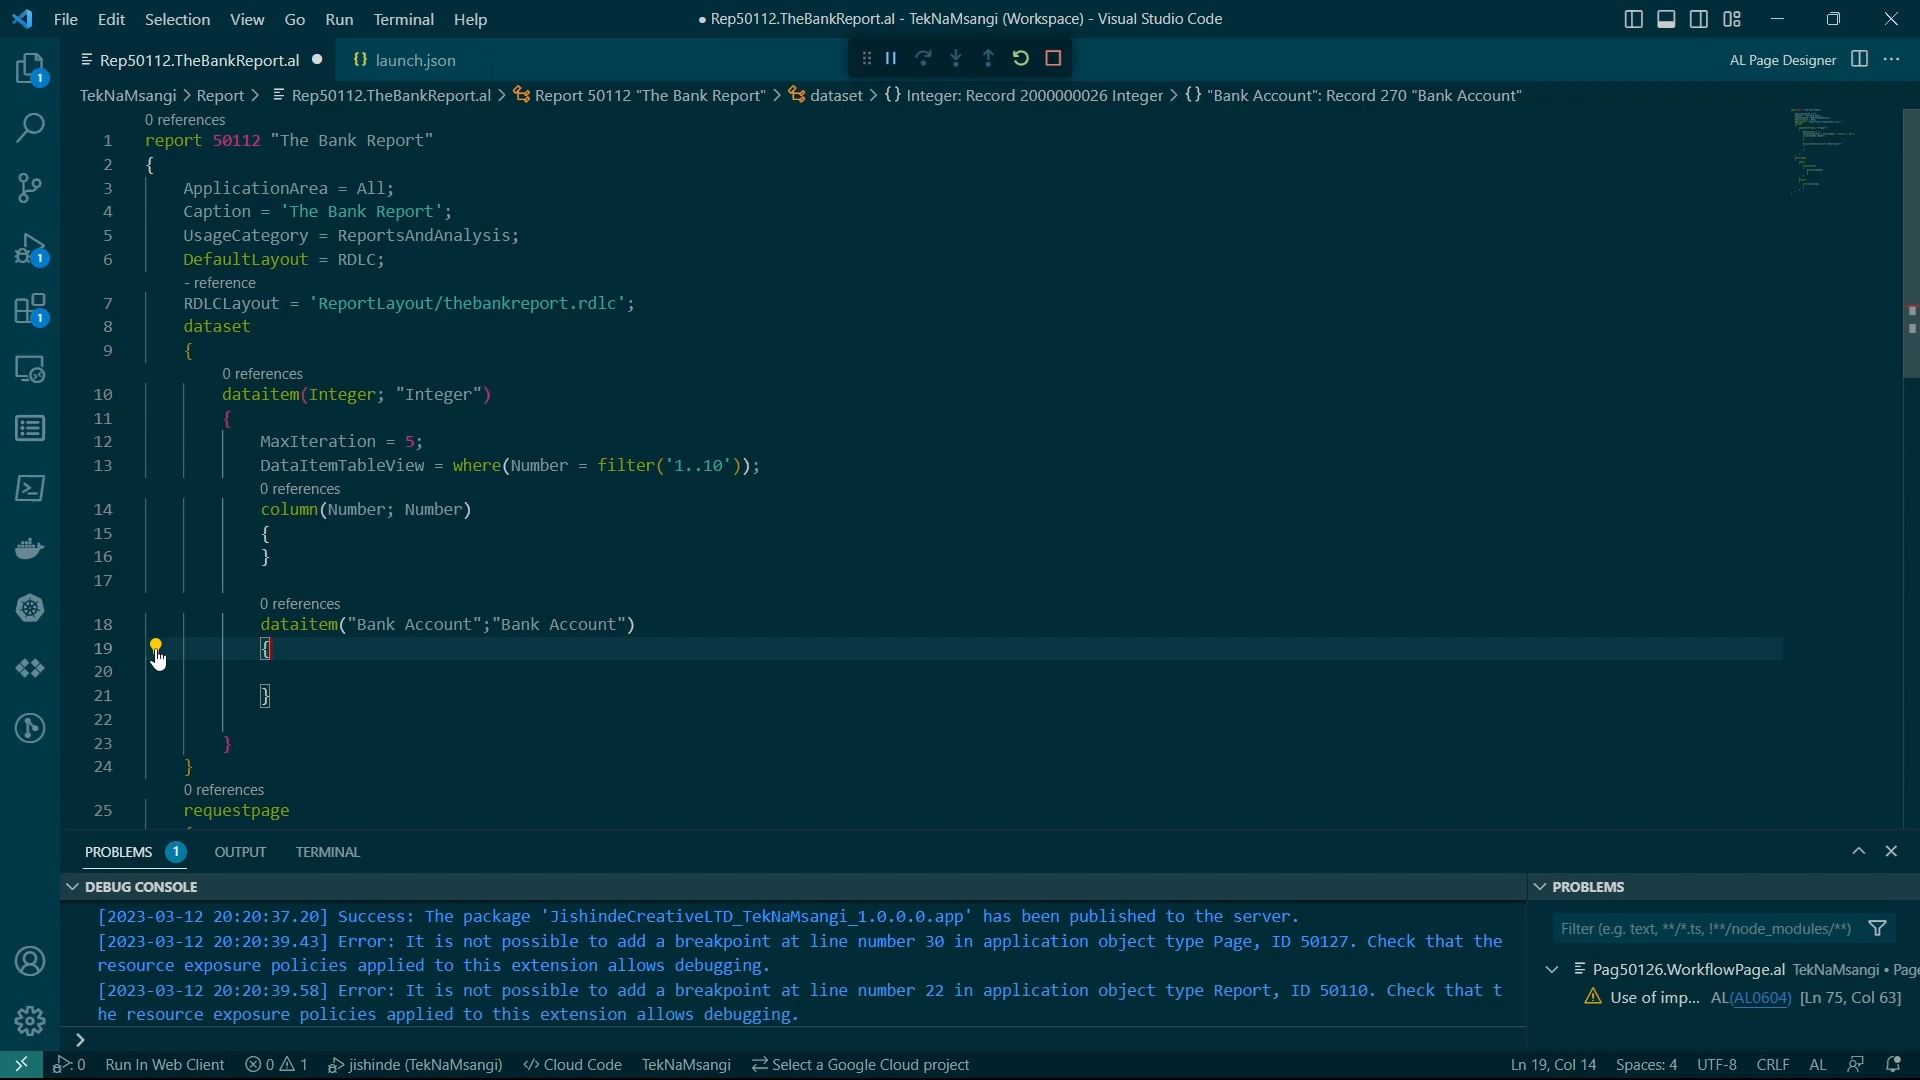 File Edit Selection View Go Run Terminal Help
● Rep50112.TheBankReport.al - TekNaMsangi (Workspace) - Visual Studio Code
Rep50112.TheBankReport.al ●
{} launch.json
AL Page Designer
TekNaMsangi > Report > Rep50112.TheBankReport.al > Report 50112 "The Bank Report" > dataset > {} Integer: Record 2000000026 Integer > {} "Bank Account": Record 270 "Bank Account"
0 references
1 report 50112 "The Bank Report"
2 {
3 ApplicationArea = All;
4 Caption = 'The Bank Report';
5 UsageCategory = ReportsAndAnalysis;
6 DefaultLayout = RDLC;
- reference
7 RDLCLayout = 'ReportLayout/thebankreport.rdlc';
8 dataset
9 {
0 references
10 dataitem(Integer; "Integer")
11 {
12 MaxIteration = 5;
13 DataItemTableView = where(Number = filter('1..10'));
0 references
14 column(Number; Number)
15 {
16 }
17
0 references
18 dataitem("Bank Account";"Bank Account")
19 {
20
21 }
22
23 }
24 }
0 references
25 requestpage
PROBLEMS 1 OUTPUT TERMINAL
DEBUG CONSOLE
[2023-03-12 20:20:37.20] Success: The package 'JishindeCreativeLTD_TekNaMsangi_1.0.0.0.app' has been published to the server.
[2023-03-12 20:20:39.43] Error: It is not possible to add a breakpoint at line number 30 in application object type Page, ID 50127. Check that the
resource exposure policies applied to this extension allows debugging.
[2023-03-12 20:20:39.58] Error: It is not possible to add a breakpoint at line number 22 in application object type Report, ID 50110. Check that t
he resource exposure policies applied to this extension allows debugging.
PROBLEMS
Filter (e.g. text, **/*.ts, !**/node_modules/**)
Pag50126.WorkflowPage.al TekNaMsangi • Page
Use of imp... AL(AL0604) [Ln 75, Col 63]
0 Run In Web Client 0 1 jishinde (TekNaMsangi) </> Cloud Code TekNaMsangi Select a Google Cloud project
Ln 19, Col 14 Spaces: 4 UTF-8 CRLF AL